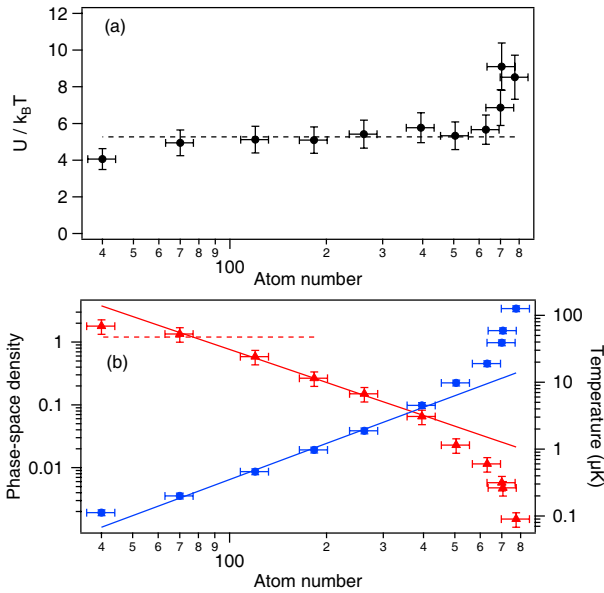 (a)
12
10
8
6
4
2
0
U / kBT
4 5 6 7 8 9 100 2 3 4 5 6 7 8
Atom number
(b)
1
0.1
0.01
Phase-space density
100
10
1
0.1
Temperature (μK)
4 5 6 7 8 9 100 2 3 4 5 6 7 8
Atom number